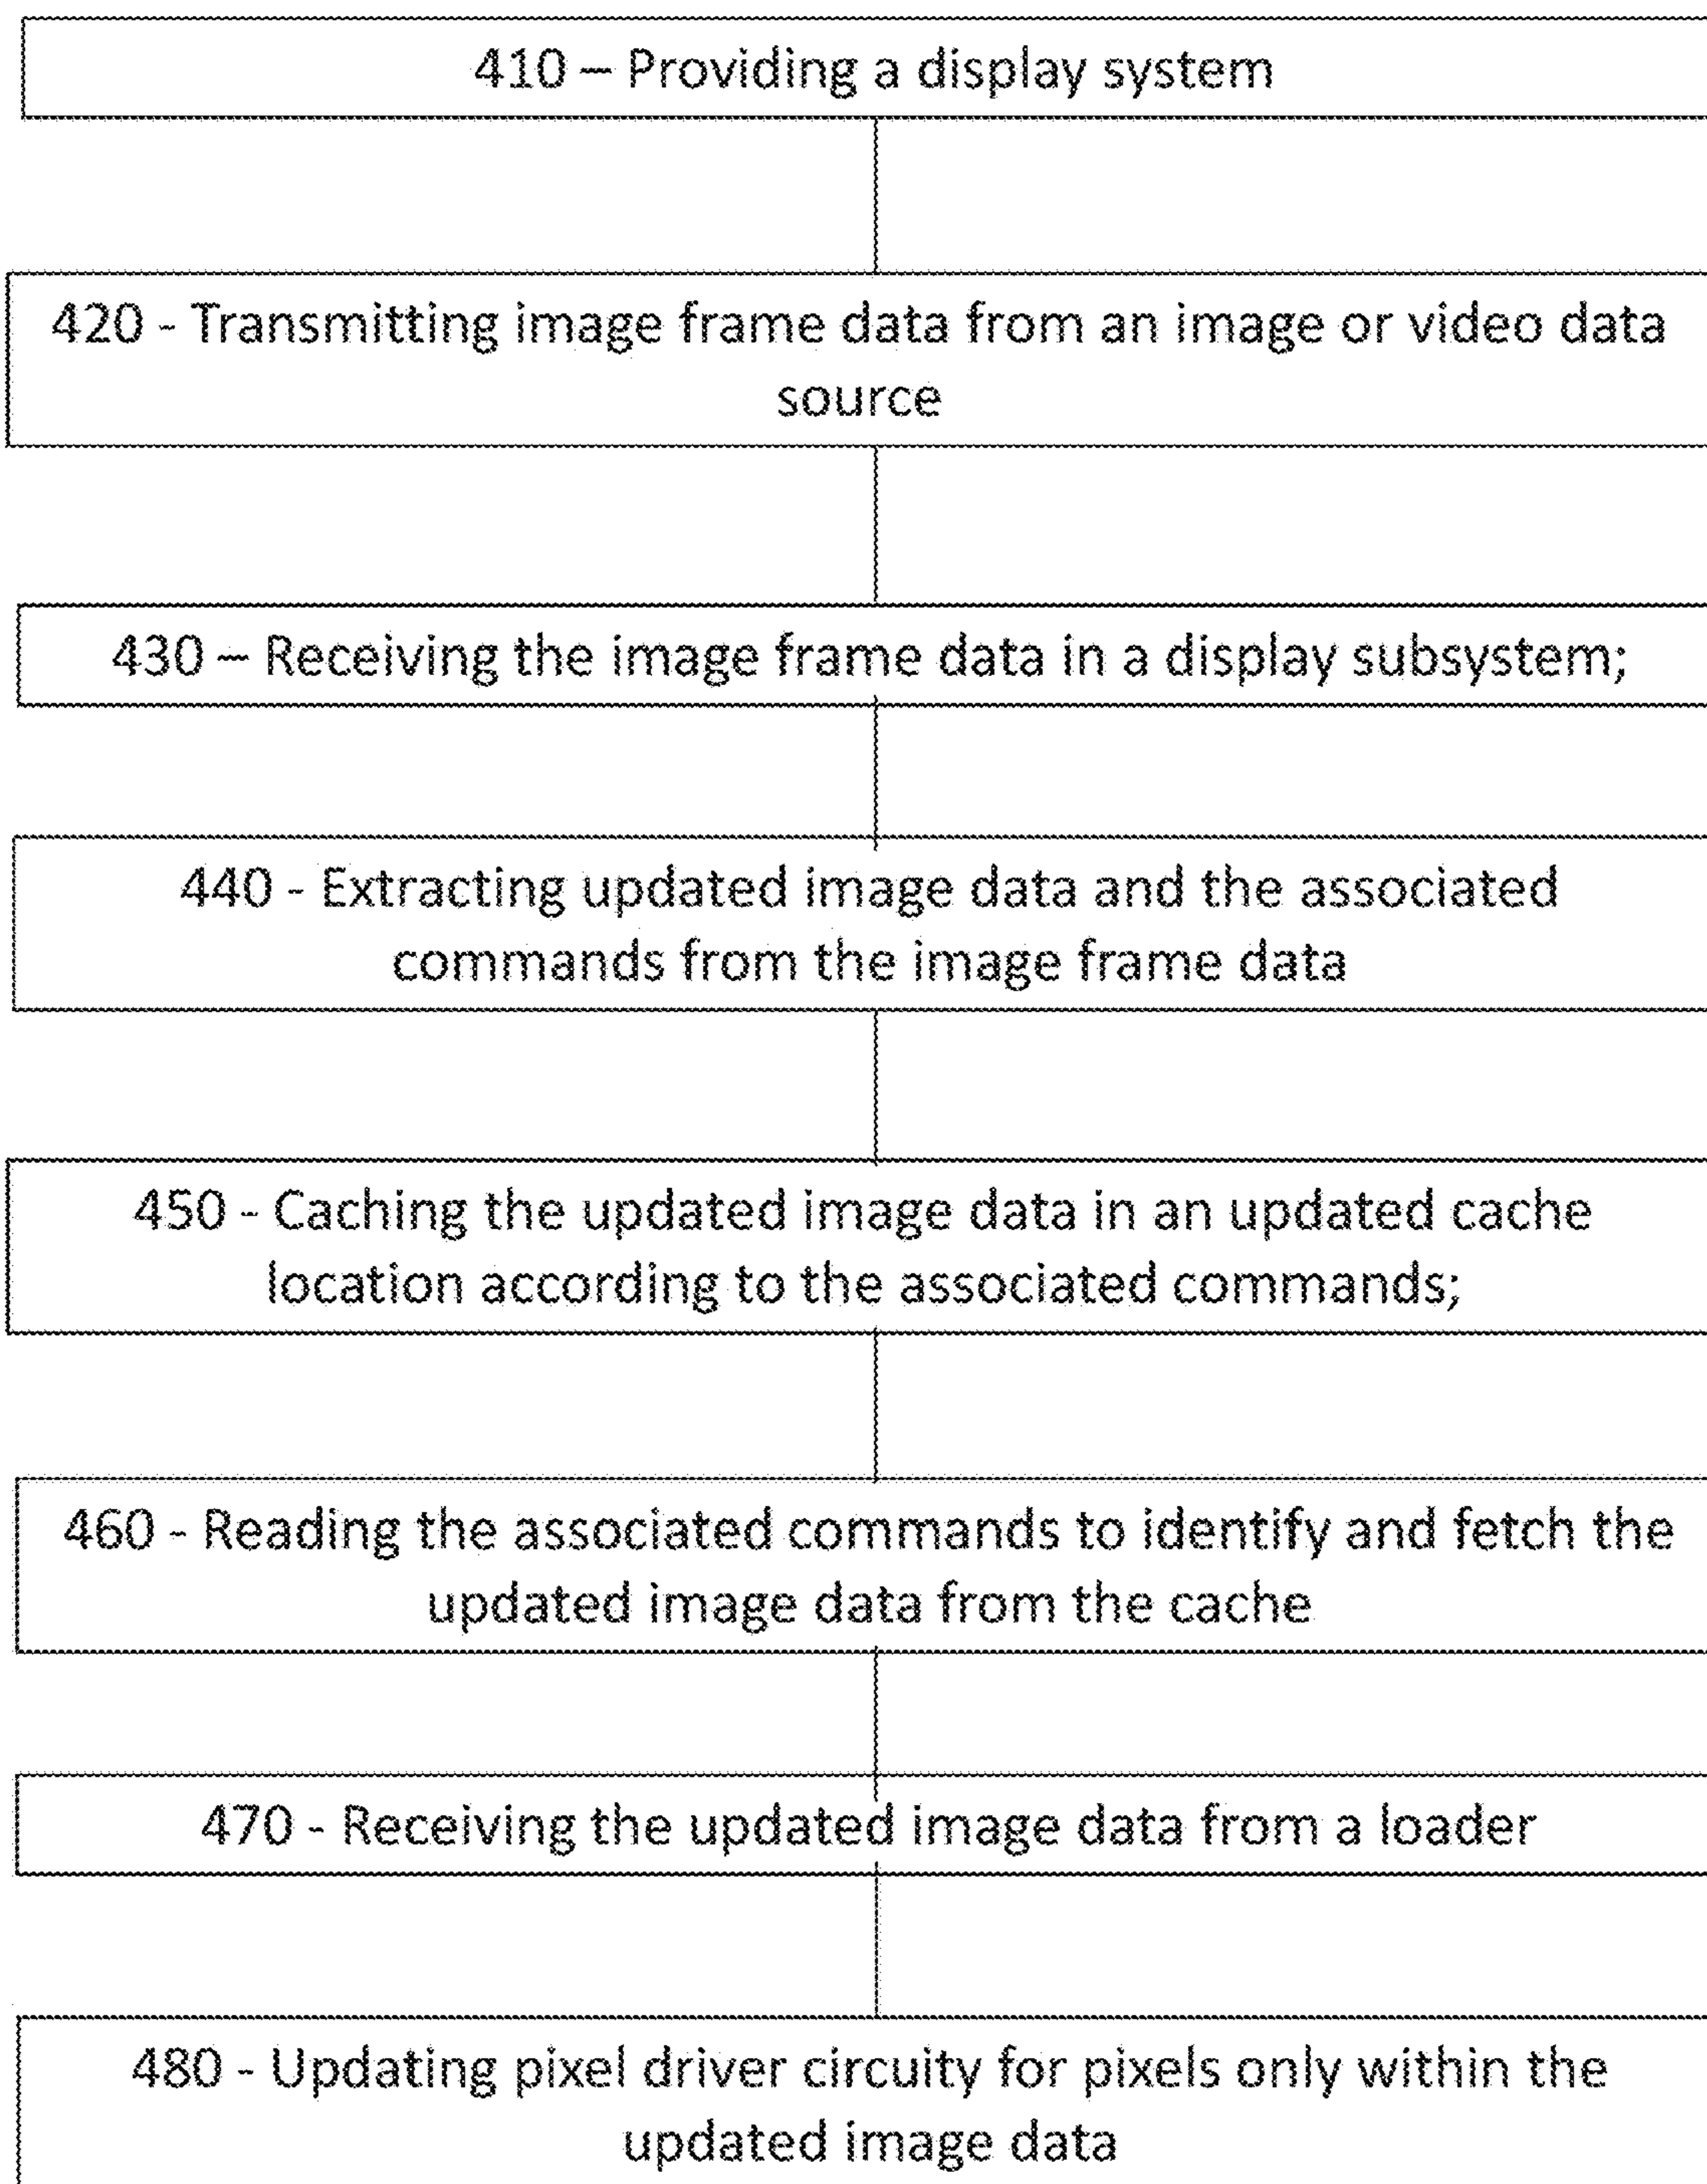 410 – Providing a display system
420 - Transmitting image frame data from an image or video data
source
430 – Receiving the image frame data in a display subsystem;
440 - Extracting updated image data and the associated
commands from the image frame data
450 - Caching the updated image data in an updated cache
location according to the associated commands;
460 - Reading the associated commands to identify and fetch the
updated image data from the cache
470 - Receiving the updated image data from a loader
480 - Updating pixel driver circuity for pixels only within the
updated image data